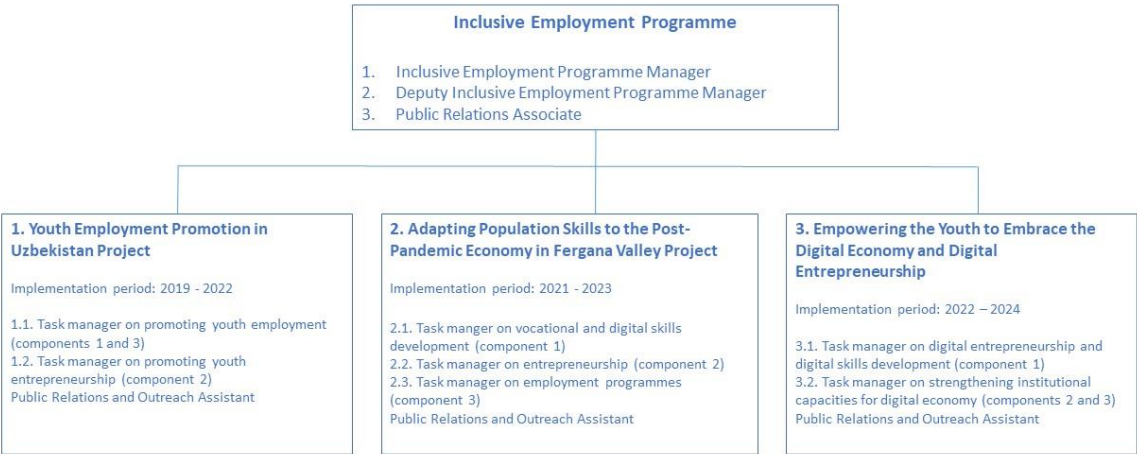 Inclusive Employment Programme
1. Inclusive Employment Programme Manager
2. Deputy Inclusive Employment Programme Manager
3. Public Relations Associate
1. Youth Employment Promotion in
Uzbekistan Project
Implementation period: 2019 - 2022
1.1. Task manager on promoting youth employment
(components 1 and 3)
1.2. Task manager on promoting youth
entrepreneurship (component 2)
Public Relations and Outreach Assistant
2. Adapting Population Skills to the Post-
Pandemic Economy in Fergana Valley Project
Implementation period: 2021 - 2023
2.1. Task manger on vocational and digital skills
development (component 1)
2.2. Task manager on entrepreneurship (component 2)
2.3. Task manager on employment programmes
(component 3)
Public Relations and Outreach Assistant
3. Empowering the Youth to Embrace the
Digital Economy and Digital
Entrepreneurship
Implementation period: 2022 – 2024
3.1. Task manager on digital entrepreneurship and
digital skills development (component 1)
3.2. Task manager on strengthening institutional
capacities for digital economy (components 2 and 3)
Public Relations and Outreach Assistant